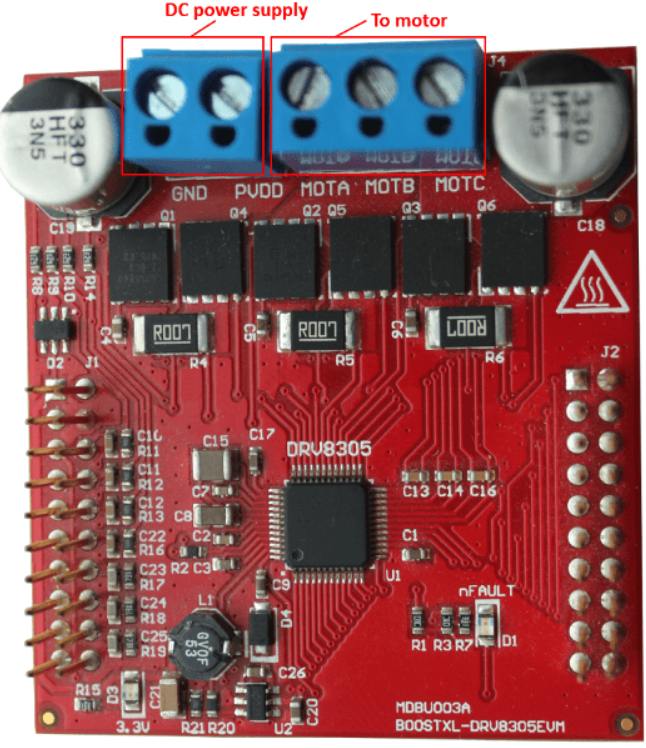 DC power supply
To motor
J4
330
HFT
3N5
330
HFT
3N5
GND PVDD MOTA MOTB MOTC
C19
C18
Q1 Q4 Q2 Q5 Q3 Q6
R8 R9 R10 R14
C4 C5 C6
R007 R007 R007
R4 R5 R6
D2 J1
J2
C10
R11
C11
R12
C12
R13
C22
R16
C23
R17
C24
R18
C25
R19
C15 C17
DRV8305
C7
C8
C2
R2 C3
C13 C14 C16
C1
U1
C9
D4
L1
GVOF
53
nFAULT
R1 R3 R7 D1
C26
R15 D3
3.3V
C21
R21 R20
U2 C20
MDBU003A
BOOSTXL-DRV8305EVM